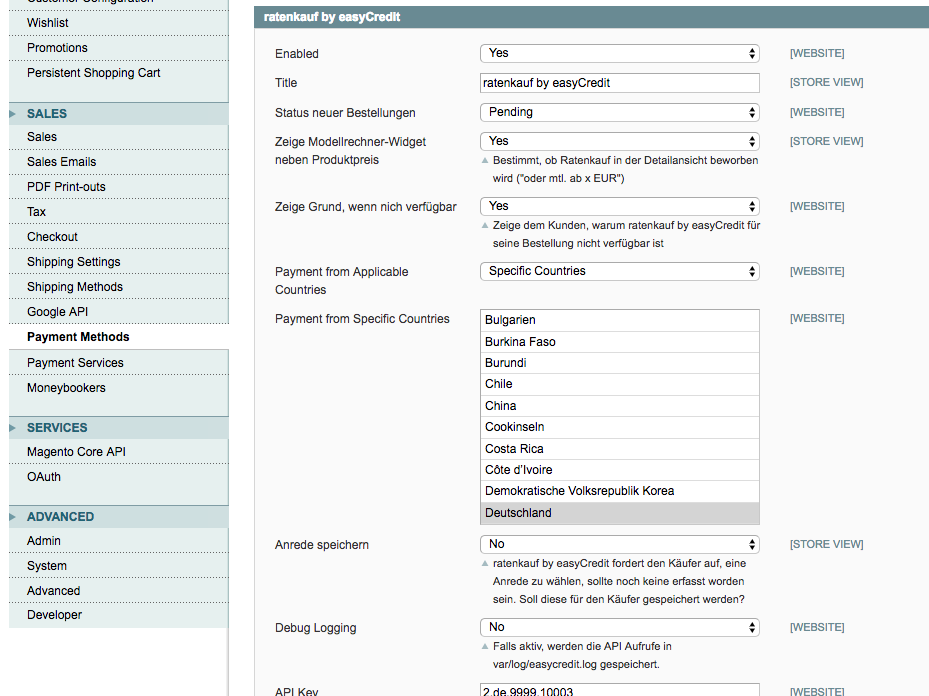 Customer Configuration
Wishlist
Promotions
Persistent Shopping Cart
SALES
Sales
Sales Emails
PDF Print-outs
Tax
Checkout
Shipping Settings
Shipping Methods
Google API
Payment Methods
Payment Services
Moneybookers
SERVICES
Magento Core API
OAuth
ADVANCED
Admin
System
Advanced
Developer
ratenkauf by easyCredit
Enabled Yes [WEBSITE]
Title ratenkauf by easyCredit [STORE VIEW]
Status neuer Bestellungen Pending [WEBSITE]
Zeige Modellrechner-Widget Yes [STORE VIEW]
neben Produktpreis Bestimmt, ob Ratenkauf in der Detailansicht beworben
wird ("oder mtl. ab x EUR")
Zeige Grund, wenn nich verfügbar Yes [WEBSITE]
Zeige dem Kunden, warum ratenkauf by easyCredit für
seine Bestellung nicht verfügbar ist
Payment from Applicable Specific Countries [WEBSITE]
Countries
Payment from Specific Countries [WEBSITE]
Bulgarien
Burkina Faso
Burundi
Chile
China
Cookinseln
Costa Rica
Côte d'Ivoire
Demokratische Volksrepublik Korea
Deutschland
Anrede speichern No [STORE VIEW]
ratenkauf by easyCredit fordert den Käufer auf, eine
Anrede zu wählen, sollte noch keine erfasst worden
sein. Soll diese für den Käufer gespeichert werden?
Debug Logging No [WEBSITE]
Falls aktiv, werden die API Aufrufe in
var/log/easycredit.log gespeichert.
API Key 2.de.9999.10003 [WEBSITE]